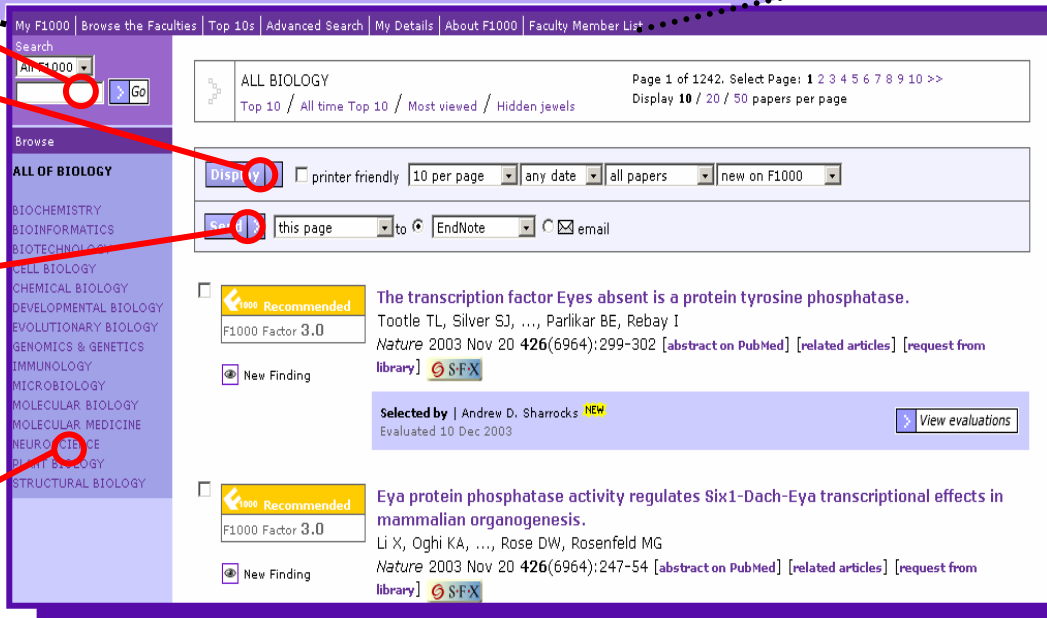 My F1000 | Browse the Faculties | Top 10s | Advanced Search | My Details | About F1000 | Faculty Member List
Search
All F1000
Go
Browse
ALL OF BIOLOGY
BIOCHEMISTRY
BIOINFORMATICS
BIOTECHNOLOGY
CELL BIOLOGY
CHEMICAL BIOLOGY
DEVELOPMENTAL BIOLOGY
EVOLUTIONARY BIOLOGY
GENOMICS & GENETICS
IMMUNOLOGY
MICROBIOLOGY
MOLECULAR BIOLOGY
MOLECULAR MEDICINE
NEUROSCIENCE
PLANT BIOLOGY
STRUCTURAL BIOLOGY
ALL BIOLOGY
Top 10 / All time Top 10 / Most viewed / Hidden jewels
Page 1 of 1242. Select Page: 1 2 3 4 5 6 7 8 9 10 >>
Display 10 / 20 / 50 papers per page
Display printer friendly 10 per page any date all papers new on F1000
Send this page to EndNote email
F1000 Recommended
F1000 Factor 3.0
New Finding
The transcription factor Eyes absent is a protein tyrosine phosphatase.
Tootle TL, Silver SJ, ..., Parlikar BE, Rebay I
Nature 2003 Nov 20 426(6964):299-302 [abstract on PubMed] [related articles] [request from
library] S·F·X
Selected by | Andrew D. Sharrocks NEW
Evaluated 10 Dec 2003
View evaluations
F1000 Recommended
F1000 Factor 3.0
New Finding
Eya protein phosphatase activity regulates Six1-Dach-Eya transcriptional effects in
mammalian organogenesis.
Li X, Oghi KA, ..., Rose DW, Rosenfeld MG
Nature 2003 Nov 20 426(6964):247-54 [abstract on PubMed] [related articles] [request from
library] S·F·X